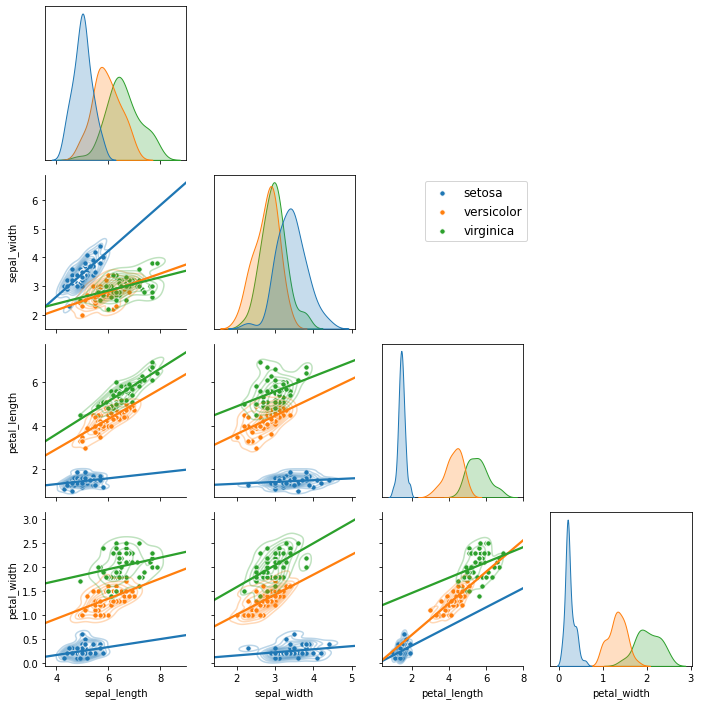 setosa
versicolor
virginica
sepal_width
6
5
4
3
2
petal_length
6
4
2
petal_width
3.0
2.5
2.0
1.5
1.0
0.5
0.0
4 6 8
2 3 4 5
2 4 6 8
0 1 2 3
sepal_length sepal_width petal_length petal_width